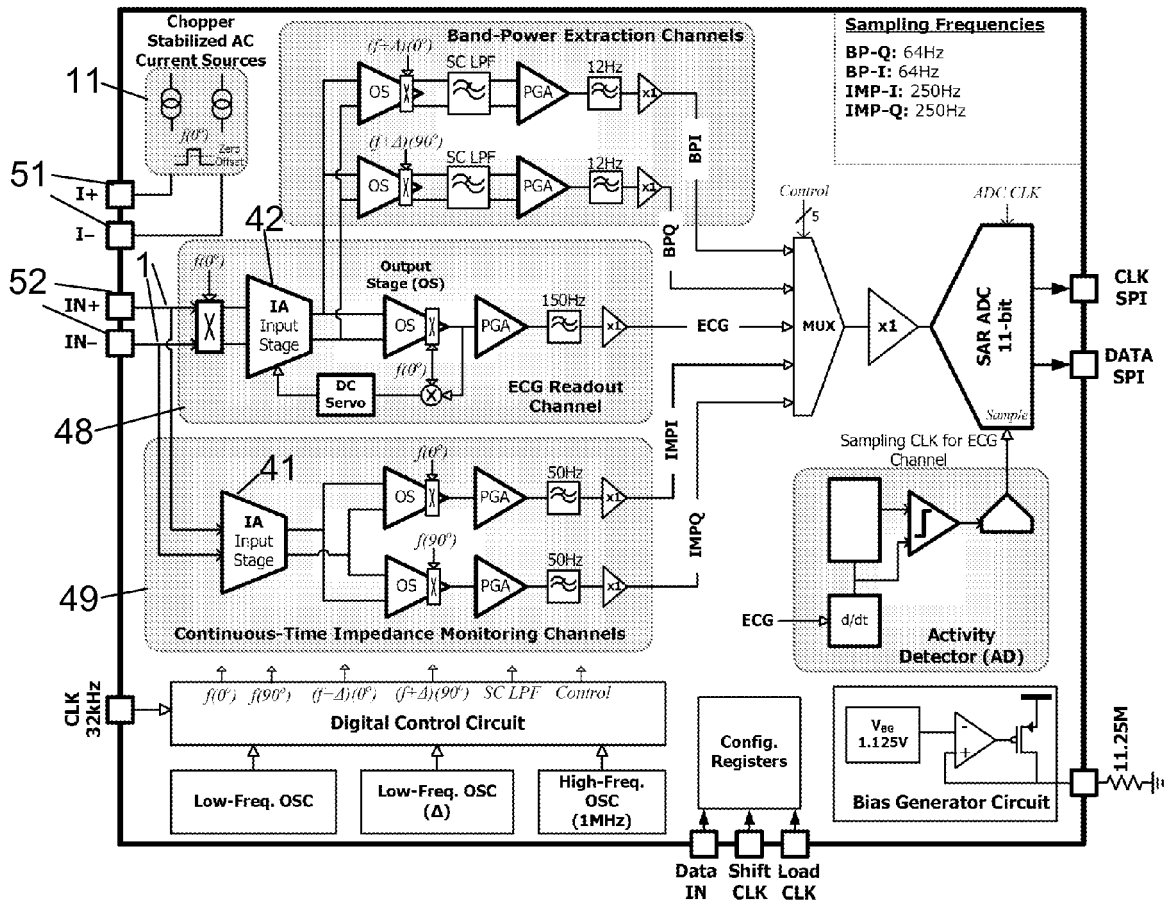 Chopper
Stabilized AC
Current Sources
11
f(0°)
Zero
Offset
51
I+
I−
52
IN+
IN−
1
Band-Power Extraction Channels
(f+Δ)(0°)
OS
X
SC LPF
PGA
12Hz
x1
(f+Δ)(90°)
OS
X
SC LPF
PGA
12Hz
x1
BPI
BPQ
Sampling Frequencies
BP-Q: 64Hz
BP-I: 64Hz
IMP-I: 250Hz
IMP-Q: 250Hz
42
f(0°)
X
IA
Input
Stage
Output
Stage (OS)
OS
X
PGA
150Hz
x1
ECG
f(0°)
DC
Servo
ECG Readout
Channel
48
Control
5
MUX
x1
ADC CLK
SAR ADC
11-bit
Sample
CLK
SPI
DATA
SPI
41
IA
Input
Stage
f(0°)
OS
X
PGA
50Hz
x1
IMPI
f(90°)
OS
X
PGA
50Hz
x1
IMPQ
49
Continuous-Time Impedance Monitoring Channels
Sampling CLK for ECG
Channel
ECG
d/dt
Activity
Detector (AD)
CLK
32kHz
f(0°)
f(90°)
(f−Δ)(0°)
(f+Δ)(90°)
SC LPF
Control
Digital Control Circuit
Low-Freq. OSC
Low-Freq. OSC
(Δ)
High-Freq.
OSC
(1MHz)
Config.
Registers
Data
IN
Shift
CLK
Load
CLK
VBG
1.125V
-
+
Bias Generator Circuit
11.25M